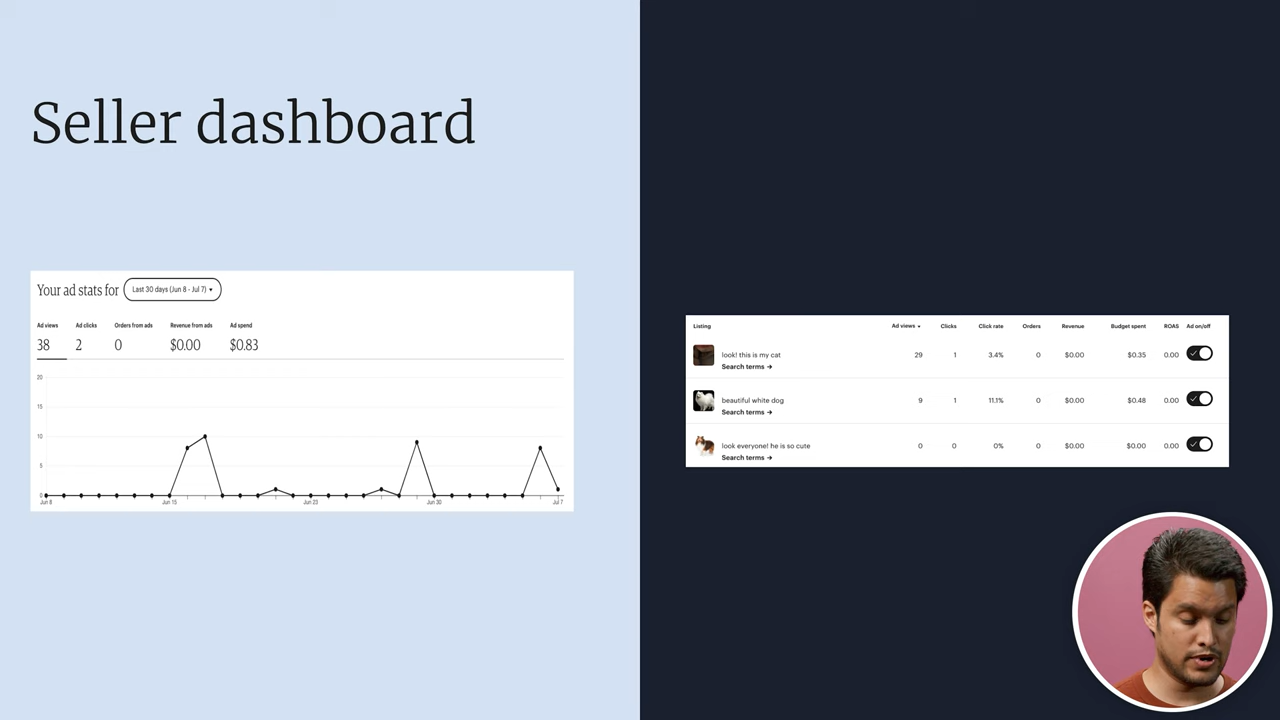 Seller dashboard
Your ad stats for Last 30 days (Jun 8 - Jul 7) ▾
Ad views Ad clicks Orders from ads Revenue from ads Ad spend
38 2 0 $0.00 $0.83
20
15
10
5
0
Jun 8 Jun 15 Jun 23 Jun 30 Jul 7
Listing Ad views ▾ Clicks Click rate Orders Revenue Budget spent ROAS Ad on/off
look! this is my cat 29 1 3.4% 0 $0.00 $0.35 0.00
Search terms →
beautiful white dog 9 1 11.1% 0 $0.00 $0.48 0.00
Search terms →
look everyone! he is so cute 0 0 0% 0 $0.00 $0.00 0.00
Search terms →